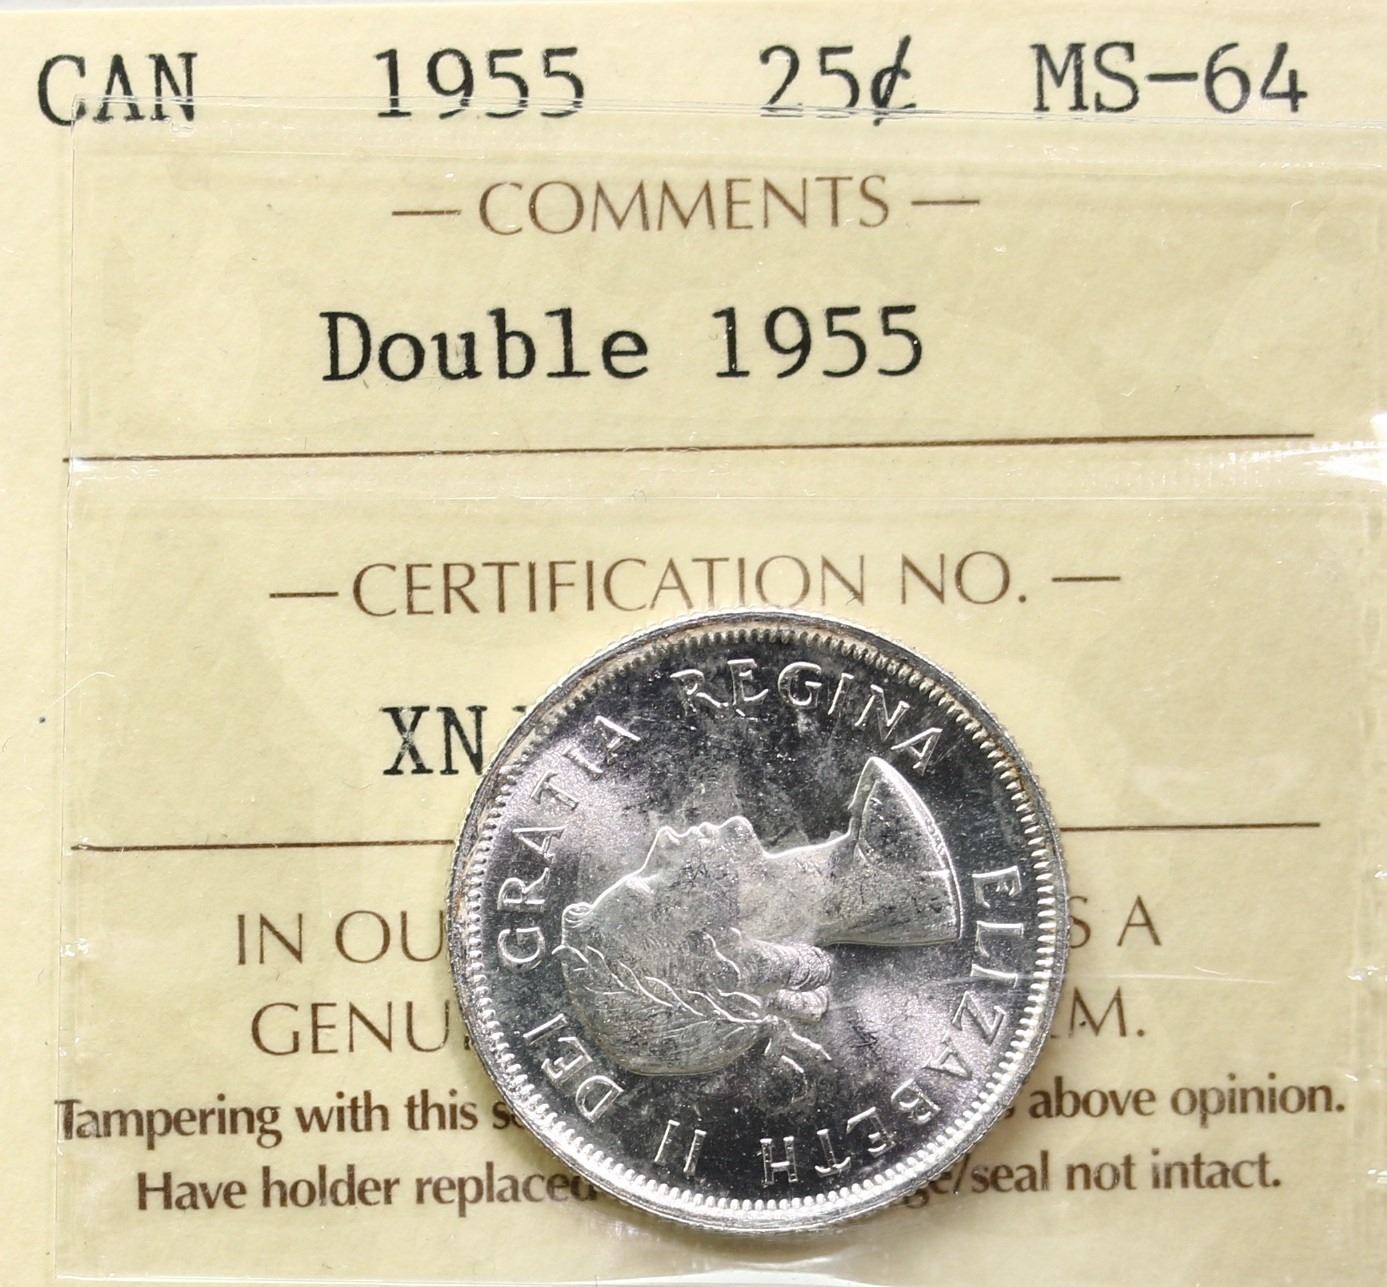 CAN 1955 25¢ MS-64
— COMMENTS —
Double 1955
— CERTIFICATION NO. —
XN
IN OU S A
GENU M.
Tampering with this s above opinion.
Have holder replaced ge/seal not intact.
ELIZABETH II DEI GRATIA REGINA